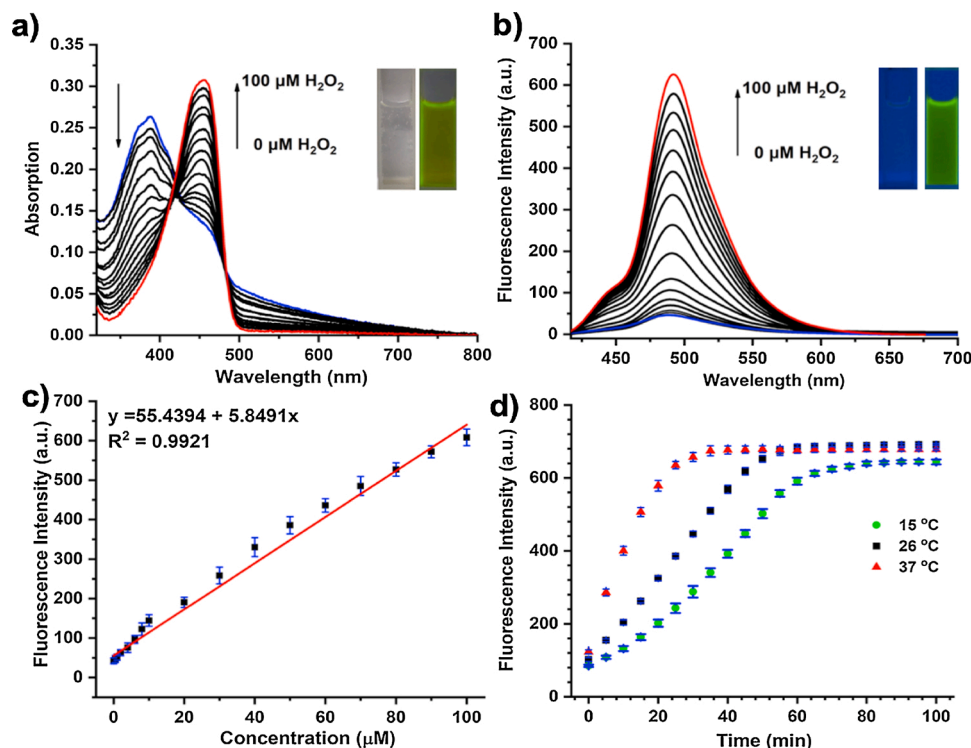 a)
0.35
0.30
0.25
0.20
0.15
0.10
0.05
0.00
Absorption
100 µM H₂O₂
0 µM H₂O₂
400
500
600
700
800
Wavelength (nm)
b)
700
600
500
400
300
200
100
0
Fluorescence Intensity (a.u.)
100 µM H₂O₂
0 µM H₂O₂
450
500
550
600
650
700
Wavelength (nm)
c)
700
600
500
400
300
200
100
0
Fluorescence Intensity (a.u.)
y =55.4394 + 5.8491x
R² = 0.9921
0
20
40
60
80
100
Concentration (µM)
d)
800
600
400
200
0
Fluorescence Intensity (a.u.)
15 °C
26 °C
37 °C
0
20
40
60
80
100
Time (min)